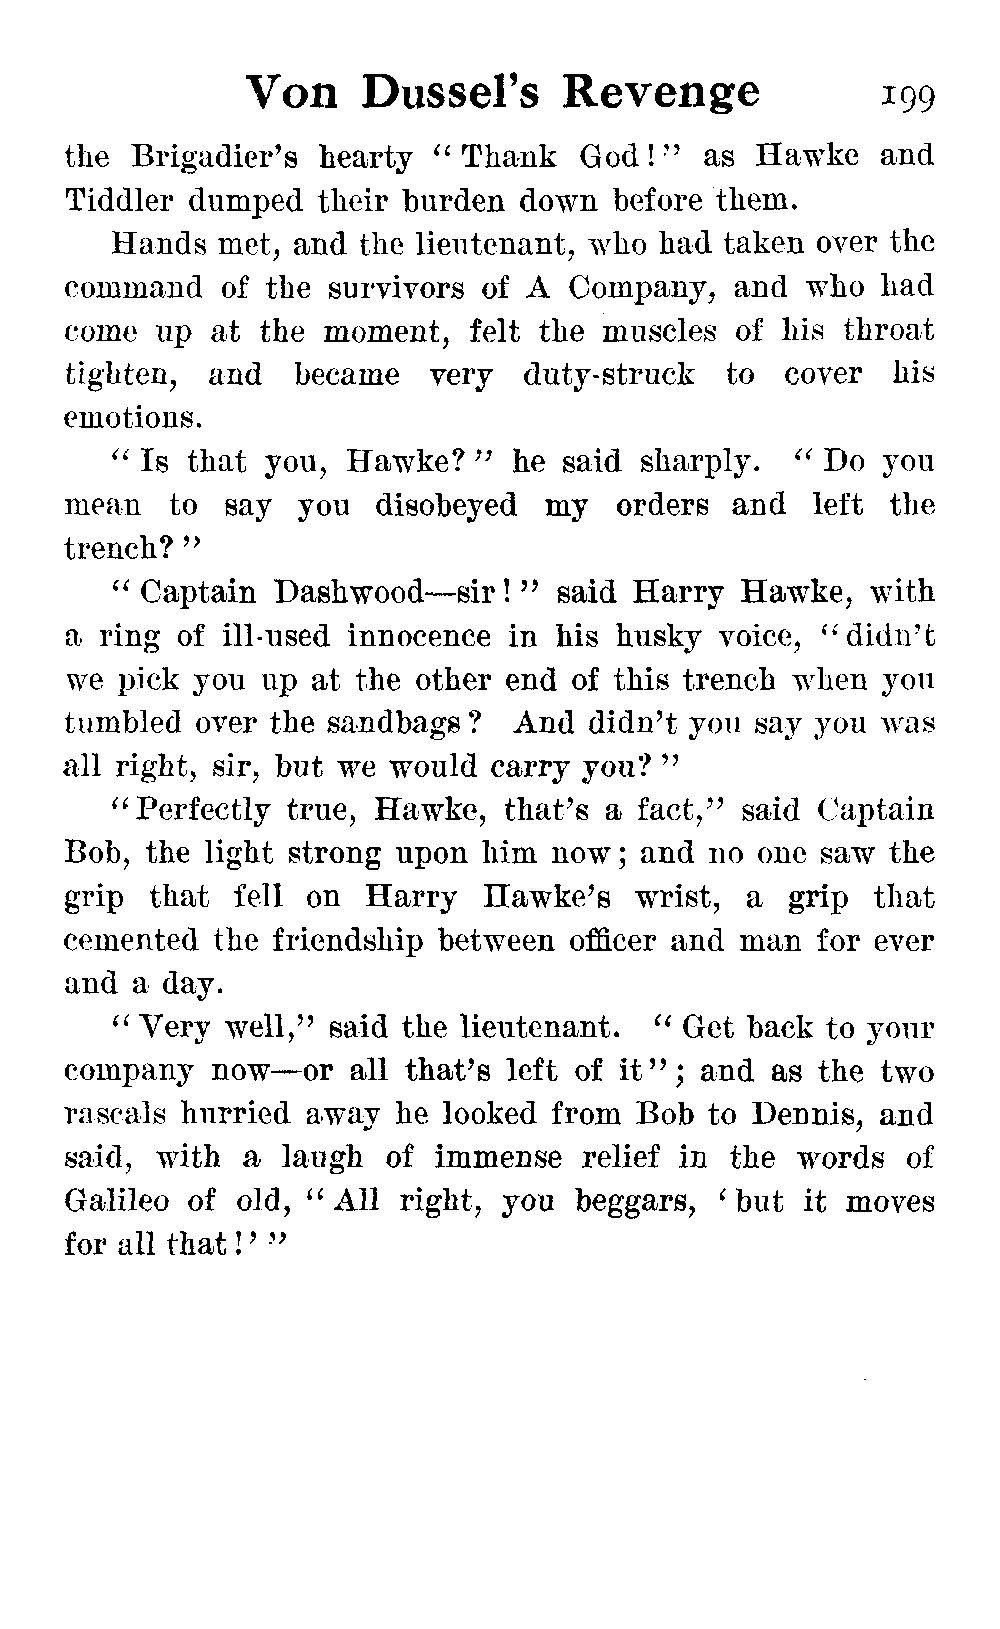 Von Dussel's Revenge 199
the Brigadier's hearty “Thank God!” as Hawke and
Tiddler dumped their burden down before them.
Hands met, and the lieutenant, who had taken over the
command of the survivors of A Company, and who had
come up at the moment, felt the muscles of his throat
tighten, and became very duty-struck to cover his
emotions.
“Is that you, Hawke?” he said sharply. “Do you
mean to say you disobeyed my orders and left the
trench?”
“Captain Dashwood—sir!” said Harry Hawke, with
a ring of ill-used innocence in his husky voice, “didn't
we pick you up at the other end of this trench when you
tumbled over the sandbags? And didn't you say you was
all right, sir, but we would carry you?”
“Perfectly true, Hawke, that's a fact,” said Captain
Bob, the light strong upon him now; and no one saw the
grip that fell on Harry Hawke's wrist, a grip that
cemented the friendship between officer and man for ever
and a day.
“Very well,” said the lieutenant. “Get back to your
company now—or all that's left of it”; and as the two
rascals hurried away he looked from Bob to Dennis, and
said, with a laugh of immense relief in the words of
Galileo of old, “All right, you beggars, ‘but it moves
for all that!’”